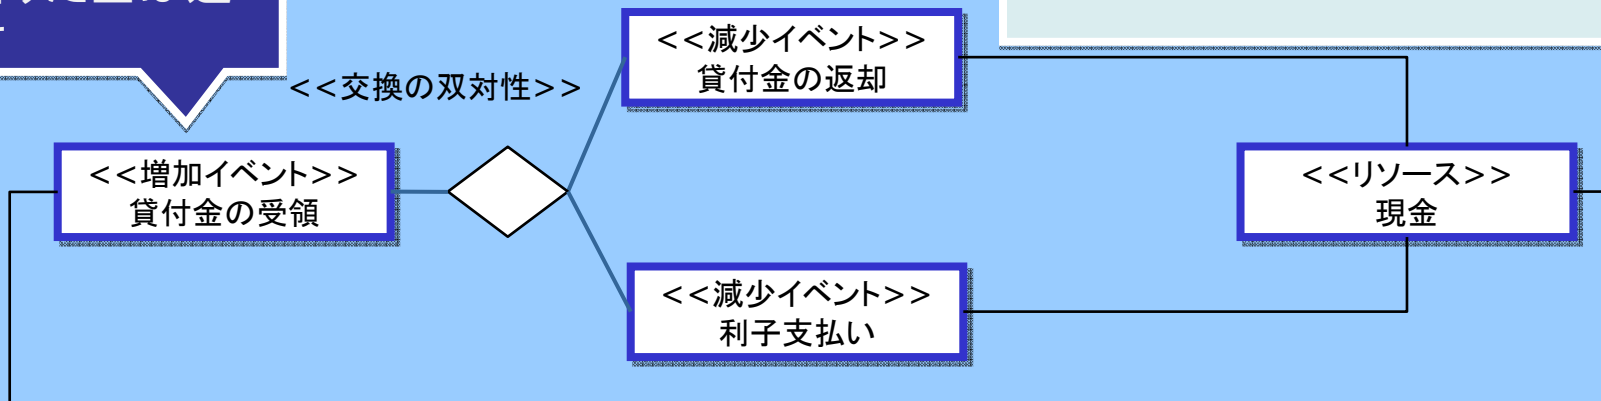 <<減少イベント>>
貸付金の返却
<<交換の双対性>>
<<増加イベント>>
貸付金の受領
<<リソース>>
現金
<<減少イベント>>
利子支払い